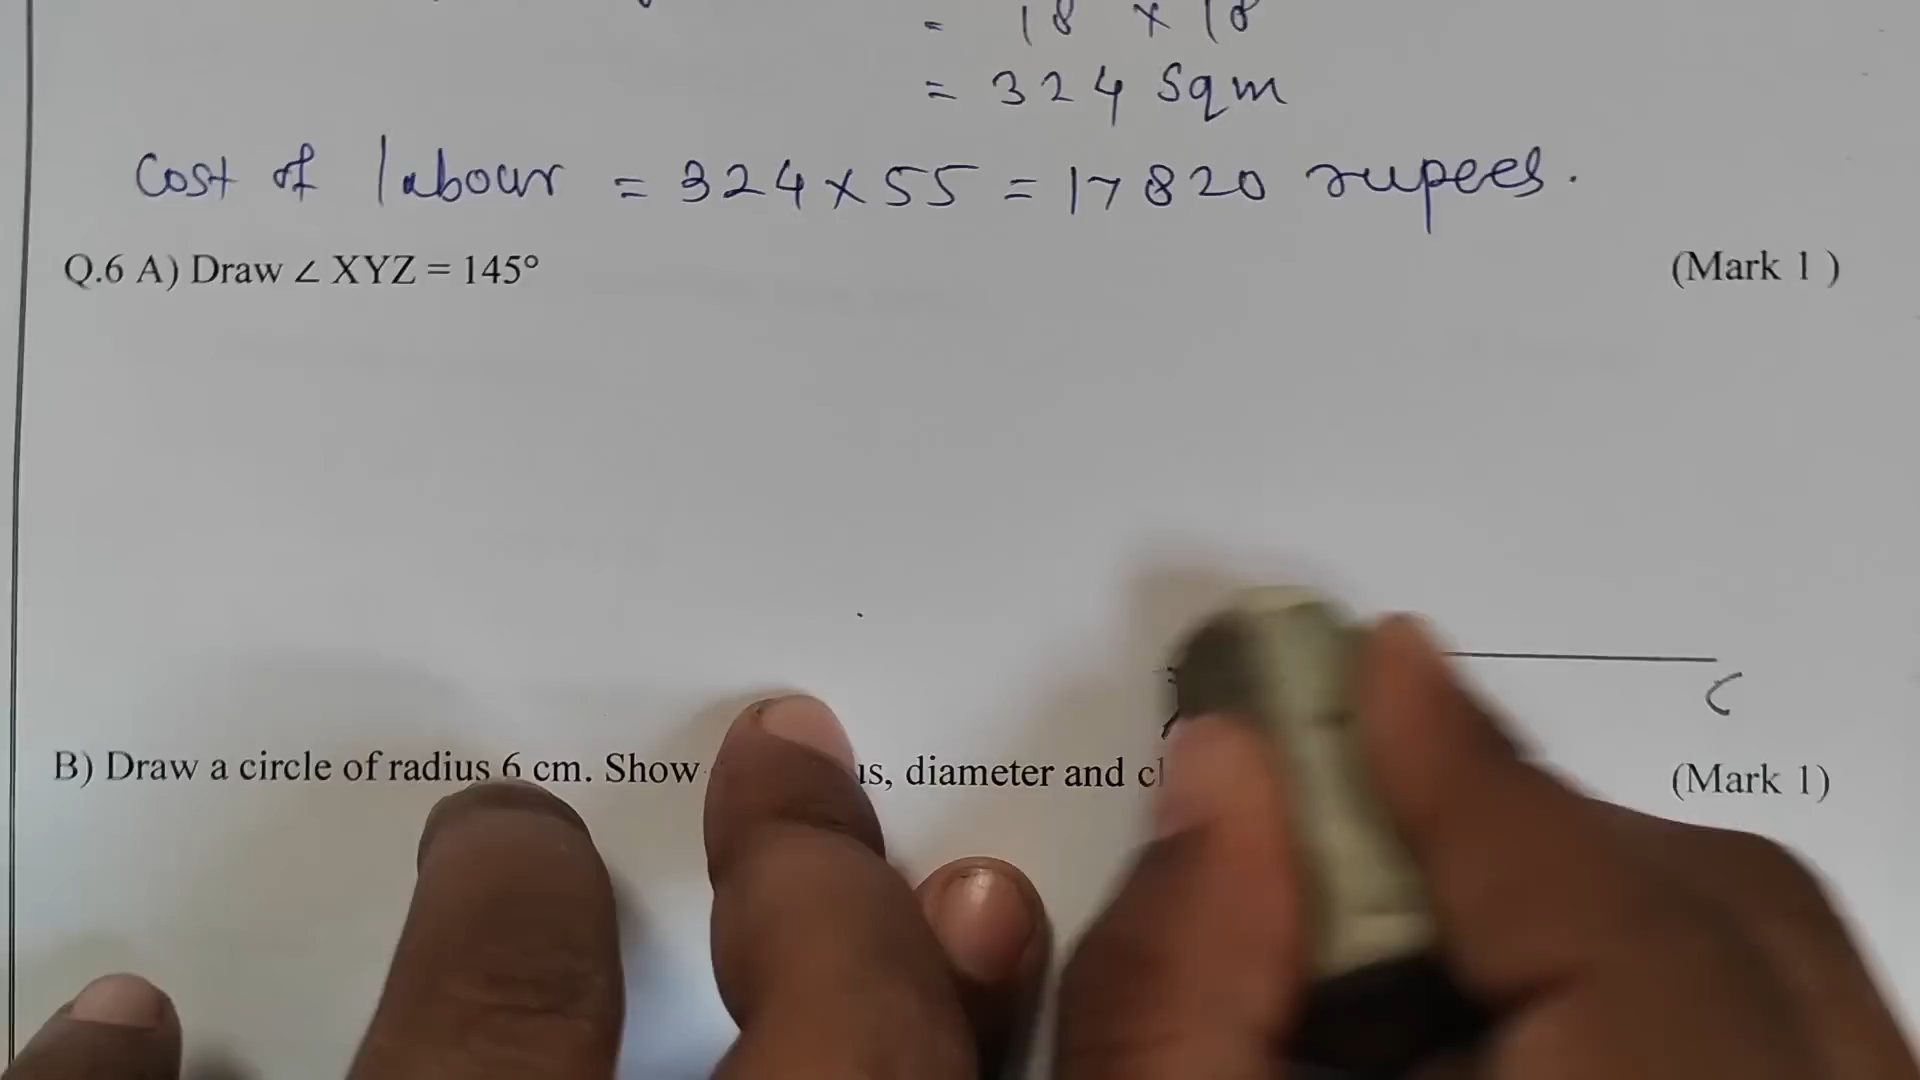 = 18 × 18
= 324 Sqm
Cost of labour = 324 × 55 = 17820 rupees.
Q.6 A) Draw ∠ XYZ = 145° (Mark 1 )
C
B) Draw a circle of radius 6 cm. Show diameter and (Mark 1)